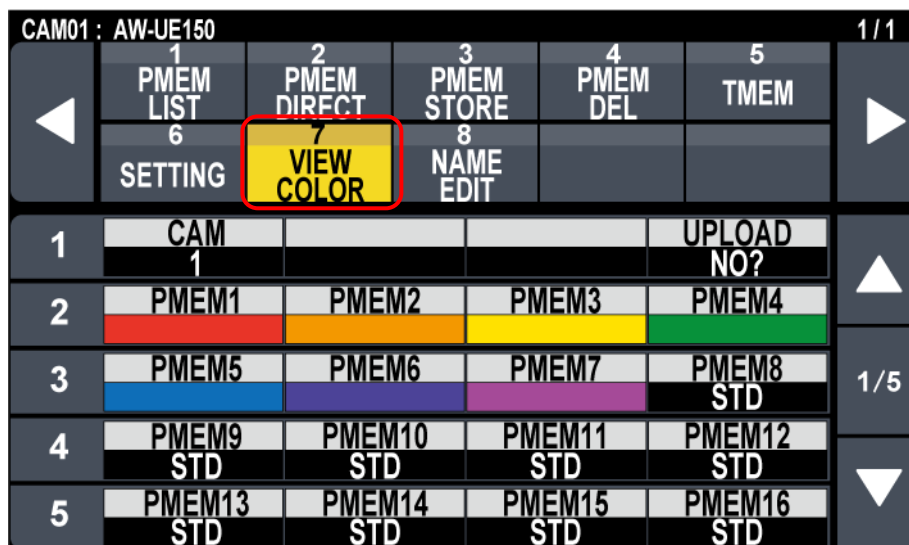 CAM01 : AW-UE150 1/1
1 2 3 4 5
PMEM LIST PMEM DIRECT PMEM STORE PMEM DEL TMEM
6 7 8
SETTING VIEW COLOR NAME EDIT
1 CAM UPLOAD
1 NO?
2 PMEM1 PMEM2 PMEM3 PMEM4
3 PMEM5 PMEM6 PMEM7 PMEM8
STD
1/5
4 PMEM9 PMEM10 PMEM11 PMEM12
STD STD STD STD
5 PMEM13 PMEM14 PMEM15 PMEM16
STD STD STD STD